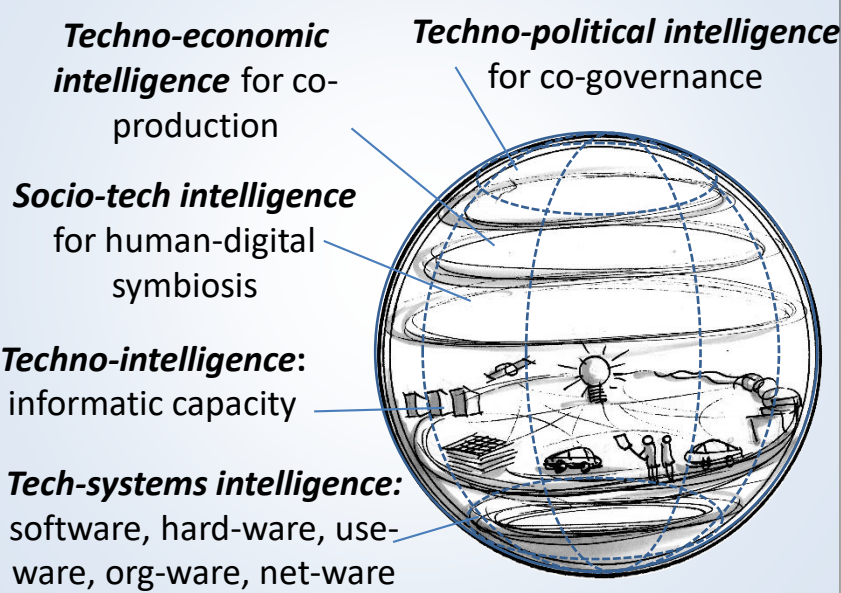 Techno-economic
intelligence for co-
production
Techno-political intelligence
for co-governance
Socio-tech intelligence
for human-digital
symbiosis
Techno-intelligence:
informatic capacity
Tech-systems intelligence:
software, hard-ware, use-
ware, org-ware, net-ware